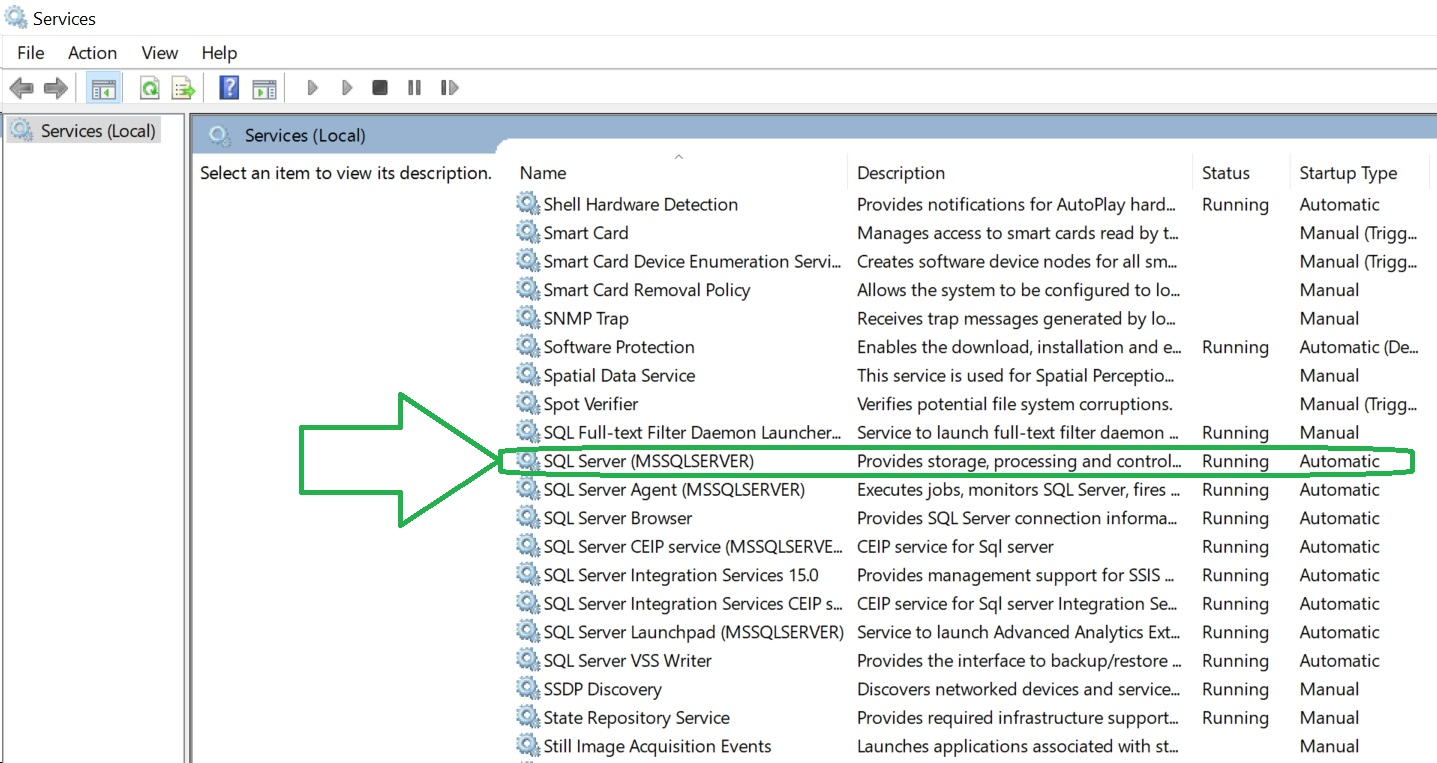 Services
File Action View Help
Services (Local)
Services (Local)
Select an item to view its description.
Name Description Status Startup Type
Shell Hardware Detection Provides notifications for AutoPlay hard... Running Automatic
Smart Card Manages access to smart cards read by t... Manual (Trigg...
Smart Card Device Enumeration Servi... Creates software device nodes for all sm... Manual (Trigg...
Smart Card Removal Policy Allows the system to be configured to lo... Manual
SNMP Trap Receives trap messages generated by lo... Manual
Software Protection Enables the download, installation and e... Running Automatic (De...
Spatial Data Service This service is used for Spatial Perceptio... Manual
Spot Verifier Verifies potential file system corruptions. Manual (Trigg...
SQL Full-text Filter Daemon Launcher... Service to launch full-text filter daemon ... Running Manual
SQL Server (MSSQLSERVER) Provides storage, processing and control... Running Automatic
SQL Server Agent (MSSQLSERVER) Executes jobs, monitors SQL Server, fires ... Running Automatic
SQL Server Browser Provides SQL Server connection informa... Running Automatic
SQL Server CEIP service (MSSQLSERVE... CEIP service for Sql server Running Automatic
SQL Server Integration Services 15.0 Provides management support for SSIS ... Running Automatic
SQL Server Integration Services CEIP s... CEIP service for Sql server Integration Se... Running Automatic
SQL Server Launchpad (MSSQLSERVER) Service to launch Advanced Analytics Ext... Running Automatic
SQL Server VSS Writer Provides the interface to backup/restore ... Running Automatic
SSDP Discovery Discovers networked devices and service... Running Manual
State Repository Service Provides required infrastructure support... Running Manual
Still Image Acquisition Events Launches applications associated with st... Manual